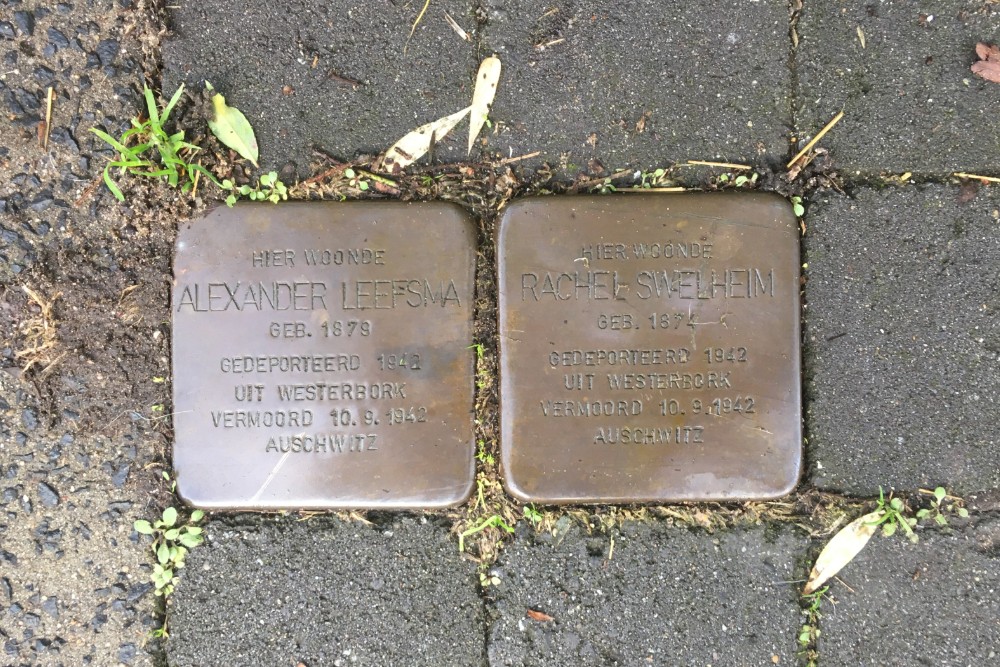 HIER WOONDE
ALEXANDER LEEFSMA
GEB. 1879
GEDEPORTEERD 1942
UIT WESTERBORK
VERMOORD 10.9.1942
AUSCHWITZ
HIER WOONDE
RACHEL SWELHEIM
GEB. 1874
GEDEPORTEERD 1942
UIT WESTERBORK
VERMOORD 10.9.1942
AUSCHWITZ